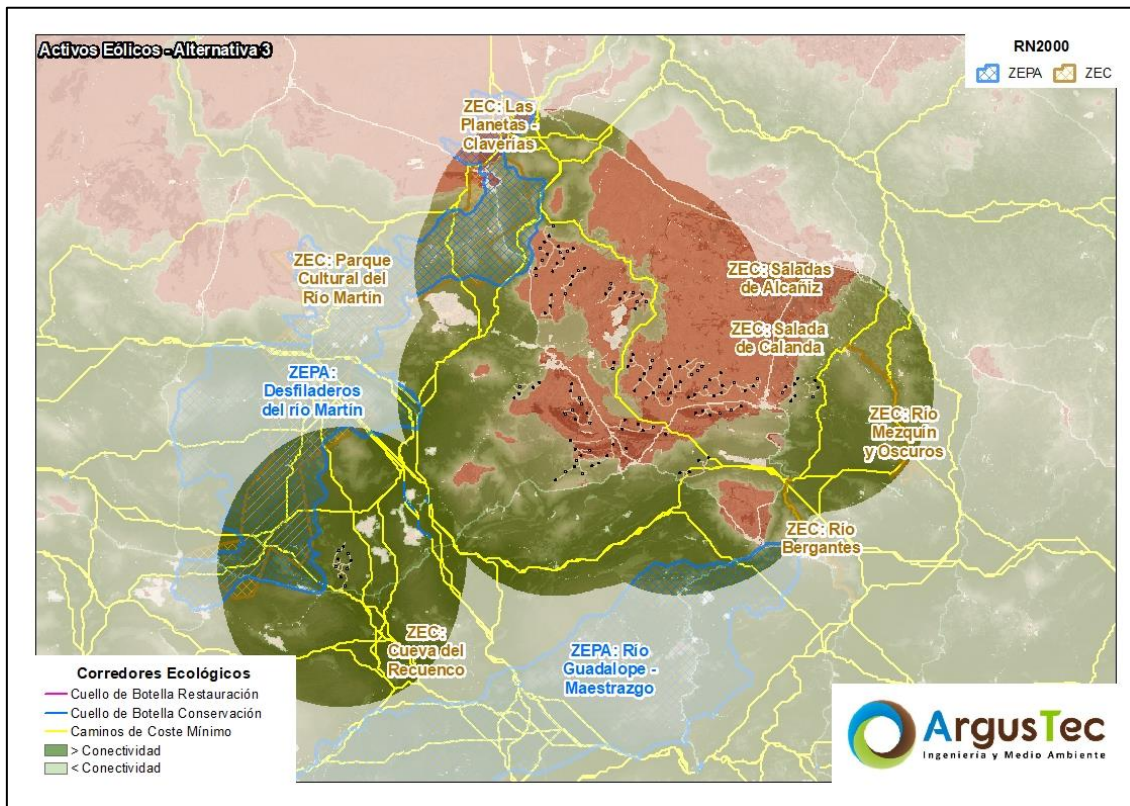 Activos Eólicos - Alternativa 3
RN2000
ZEPA
ZEC
ZEC: Las
Planetas -
Claverías
ZEC: Parque
Cultural del
Río Martín
ZEC: Saladas
de Alcañiz
ZEC: Salada
de Calanda
ZEPA:
Desfiladeros
del río Martín
ZEC: Río
Mezquín
y Oscuros
ZEC: Río
Bergantes
ZEC:
Cueva del
Recuenco
ZEPA: Río
Guadalope -
Maestrazgo
Corredores Ecológicos
Cuello de Botella Restauración
Cuello de Botella Conservación
Caminos de Coste Mínimo
> Conectividad
< Conectividad
ArgusTec
Ingeniería y Medio Ambiente